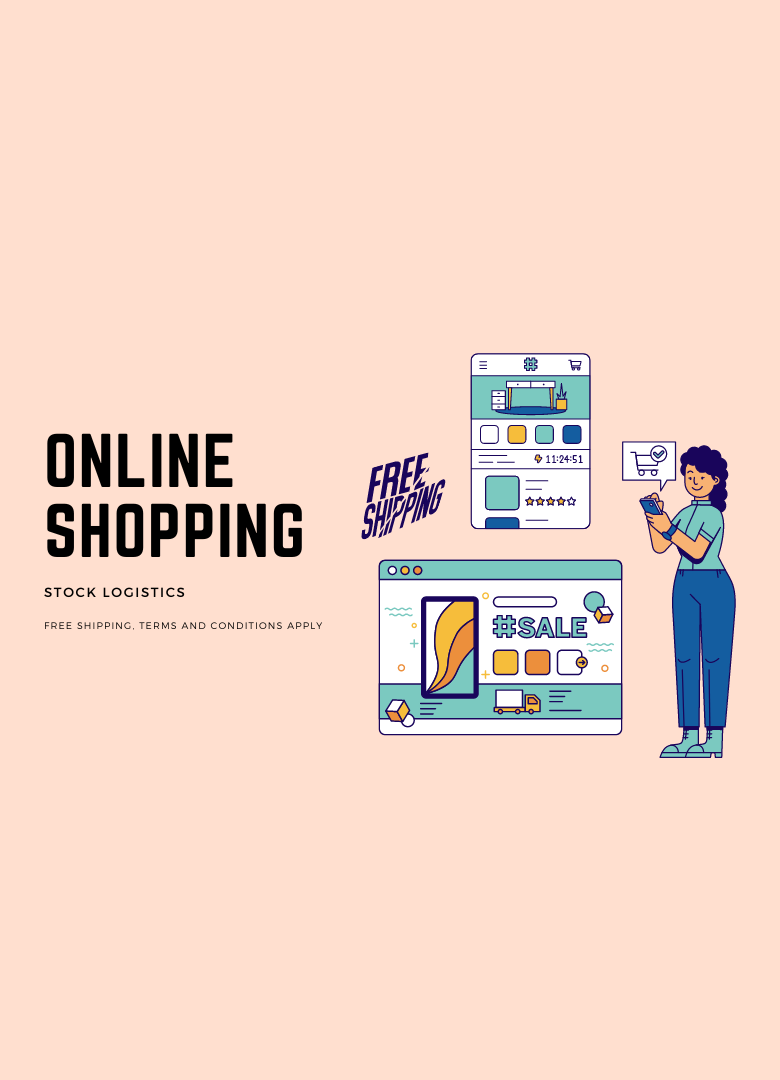 ONLINE
SHOPPING
STOCK LOGISTICS
FREE SHIPPING, TERMS AND CONDITIONS APPLY
FREE
SHIPPING
#
11:24:51
#SALE